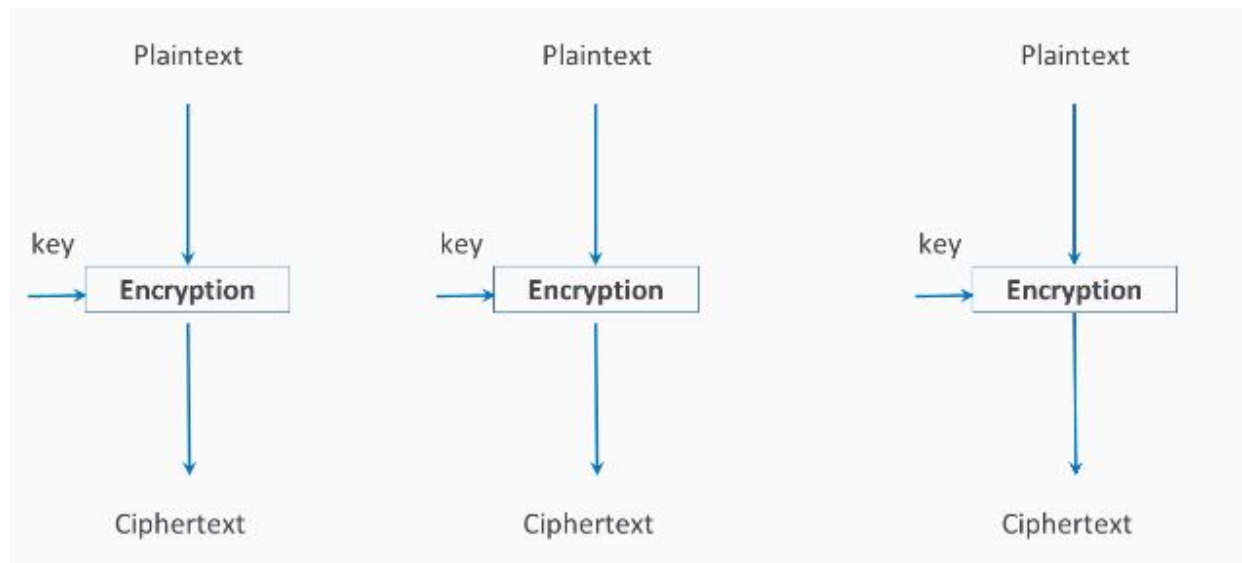 Plaintext Plaintext Plaintext
key key key
Encryption Encryption Encryption
Ciphertext Ciphertext Ciphertext